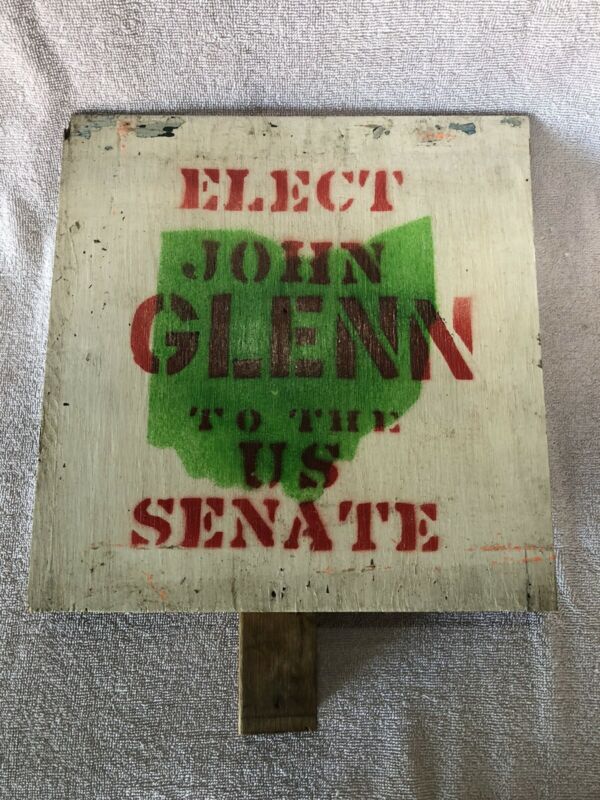 ELECT
JOHN
GLENN
TO THE
US
SENATE